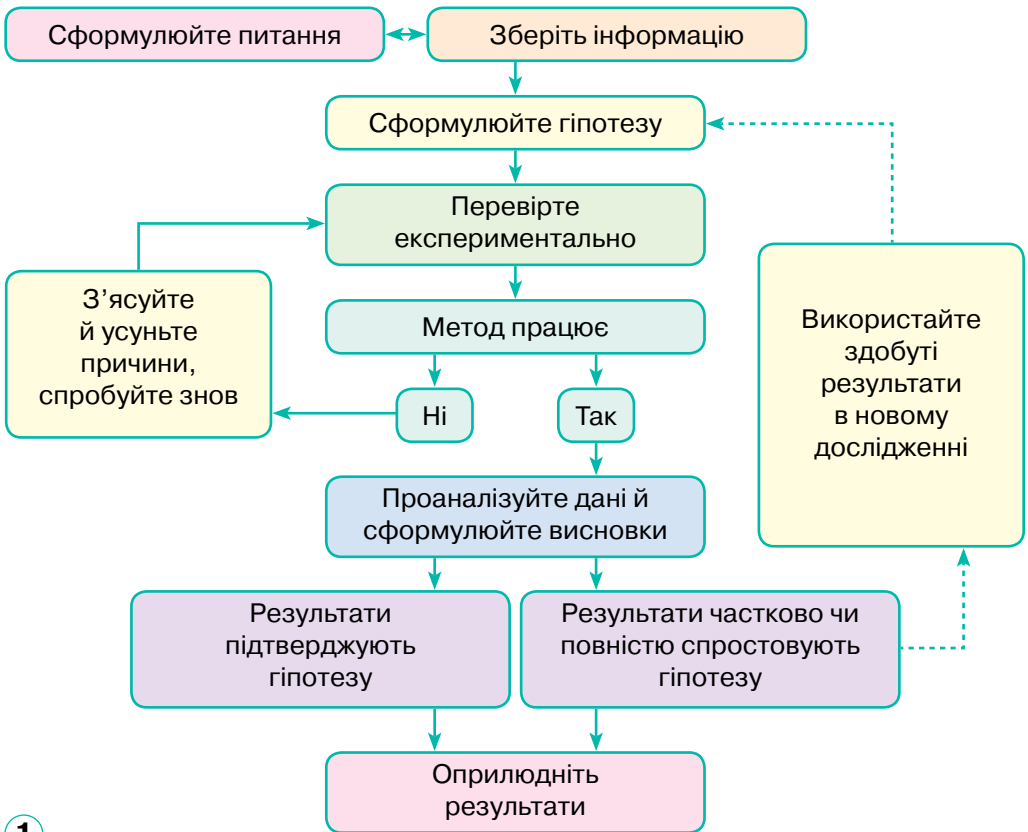 Сформулюйте питання
Зберіть інформацію
Сформулюйте гіпотезу
Перевірте
експериментально
З’ясуйте
й усуньте
причини,
спробуйте знов
Метод працює
Ні
Так
Використайте
здобуті
результати
в новому
дослідженні
Проаналізуйте дані й
сформулюйте висновки
Результати
підтверджують
гіпотезу
Результати частково чи
повністю спростовують
гіпотезу
Оприлюдніть
результати
1